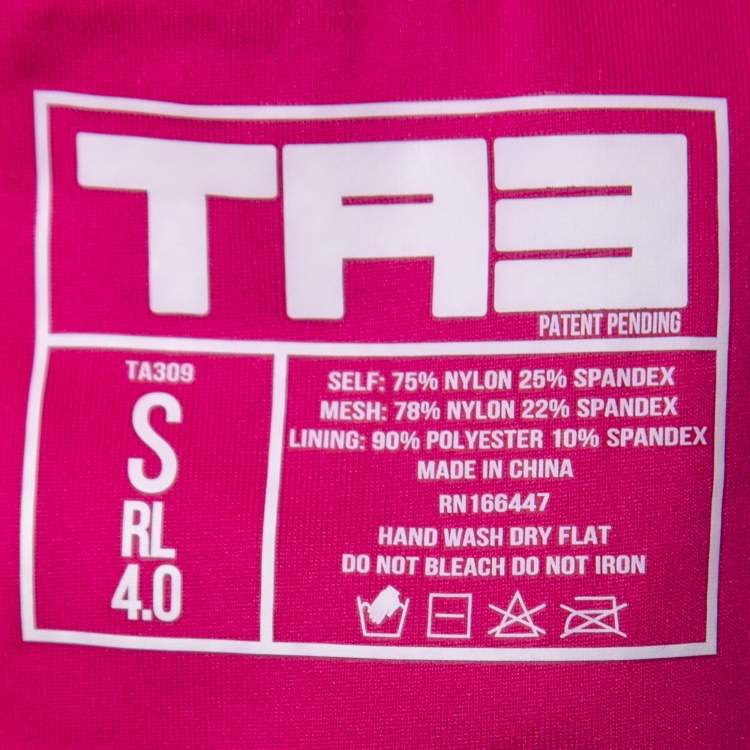 TA3
PATENT PENDING
TA309
S
RL
4.0
SELF: 75% NYLON 25% SPANDEX
MESH: 78% NYLON 22% SPANDEX
LINING: 90% POLYESTER 10% SPANDEX
MADE IN CHINA
RN166447
HAND WASH DRY FLAT
DO NOT BLEACH DO NOT IRON